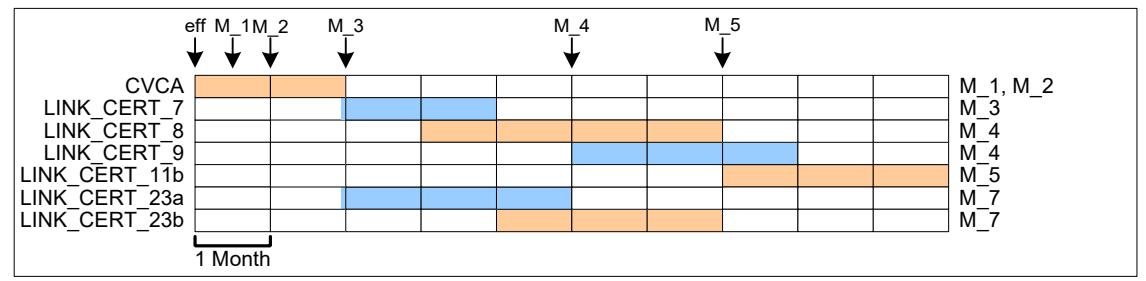 eff M_1 M_2 M_3 M_4 M_5
CVCA M_1, M_2
LINK_CERT_7 M_3
LINK_CERT_8 M_4
LINK_CERT_9 M_4
LINK_CERT_11b M_5
LINK_CERT_23a M_7
LINK_CERT_23b M_7
1 Month